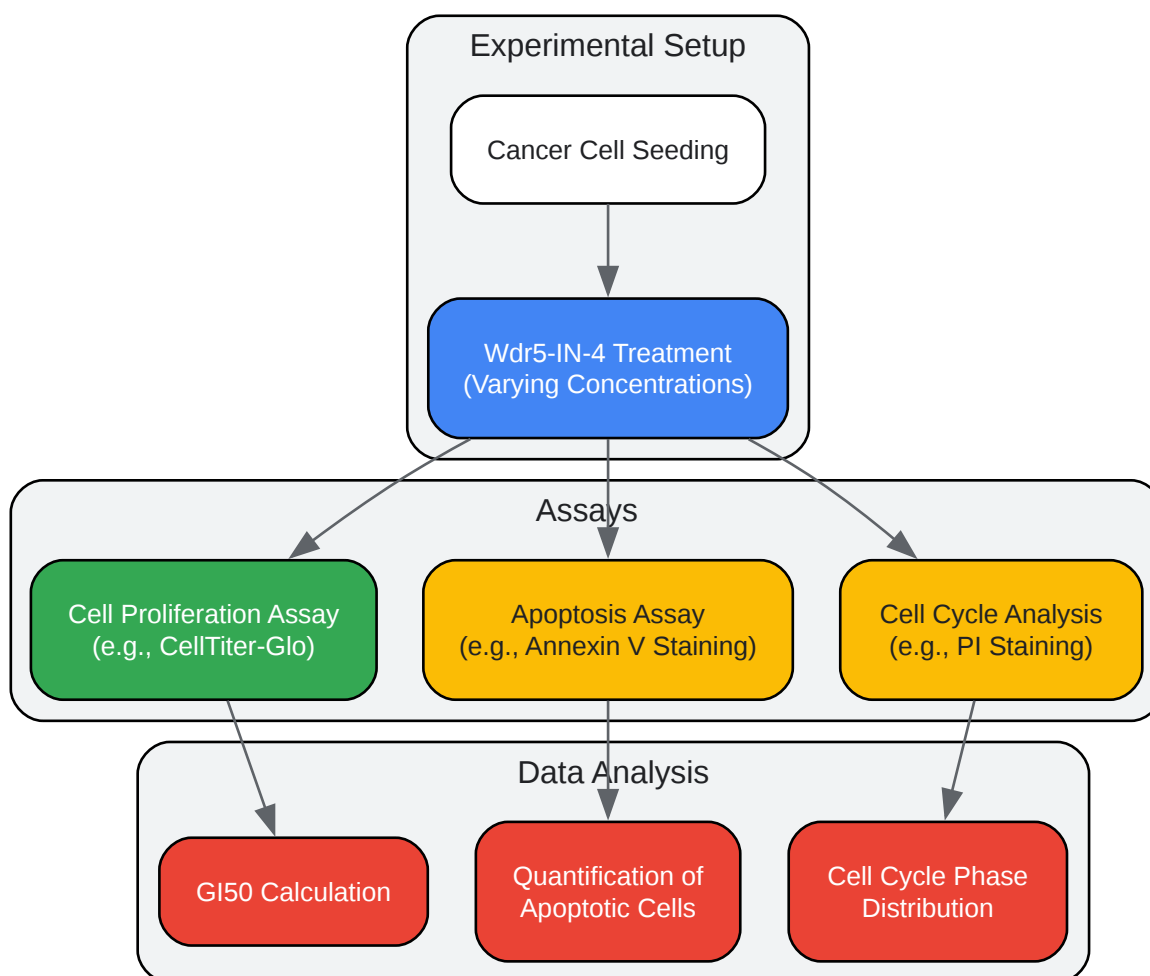 Experimental Setup
Cancer Cell Seeding
Wdr5-IN-4 Treatment
(Varying Concentrations)
Assays
Cell Proliferation Assay
(e.g., CellTiter-Glo)
Apoptosis Assay
(e.g., Annexin V Staining)
Cell Cycle Analysis
(e.g., PI Staining)
Data Analysis
GI50 Calculation
Quantification of
Apoptotic Cells
Cell Cycle Phase
Distribution